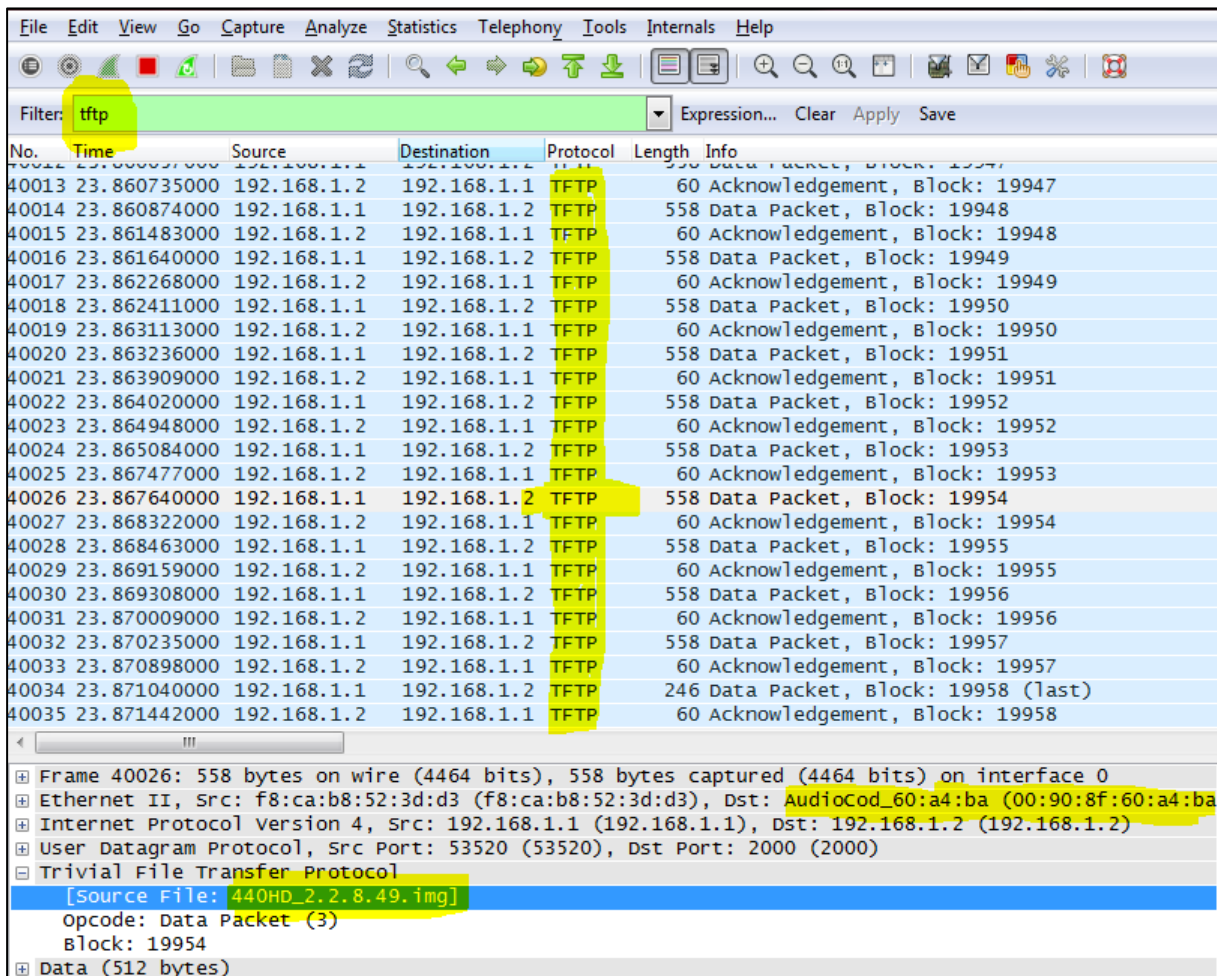 File Edit View Go Capture Analyze Statistics Telephony Tools Internals Help
Filter: tftp Expression... Clear Apply Save
No. Time Source Destination Protocol Length Info
40013 23.860735000 192.168.1.2 192.168.1.1 TFTP 60 Acknowledgement, Block: 19947
40014 23.860874000 192.168.1.1 192.168.1.2 TFTP 558 Data Packet, Block: 19948
40015 23.861483000 192.168.1.2 192.168.1.1 TFTP 60 Acknowledgement, Block: 19948
40016 23.861640000 192.168.1.1 192.168.1.2 TFTP 558 Data Packet, Block: 19949
40017 23.862268000 192.168.1.2 192.168.1.1 TFTP 60 Acknowledgement, Block: 19949
40018 23.862411000 192.168.1.1 192.168.1.2 TFTP 558 Data Packet, Block: 19950
40019 23.863113000 192.168.1.2 192.168.1.1 TFTP 60 Acknowledgement, Block: 19950
40020 23.863236000 192.168.1.1 192.168.1.2 TFTP 558 Data Packet, Block: 19951
40021 23.863909000 192.168.1.2 192.168.1.1 TFTP 60 Acknowledgement, Block: 19951
40022 23.864020000 192.168.1.1 192.168.1.2 TFTP 558 Data Packet, Block: 19952
40023 23.864948000 192.168.1.2 192.168.1.1 TFTP 60 Acknowledgement, Block: 19952
40024 23.865084000 192.168.1.1 192.168.1.2 TFTP 558 Data Packet, Block: 19953
40025 23.867477000 192.168.1.2 192.168.1.1 TFTP 60 Acknowledgement, Block: 19953
40026 23.867640000 192.168.1.1 192.168.1.2 TFTP 558 Data Packet, Block: 19954
40027 23.868322000 192.168.1.2 192.168.1.1 TFTP 60 Acknowledgement, Block: 19954
40028 23.868463000 192.168.1.1 192.168.1.2 TFTP 558 Data Packet, Block: 19955
40029 23.869159000 192.168.1.2 192.168.1.1 TFTP 60 Acknowledgement, Block: 19955
40030 23.869308000 192.168.1.1 192.168.1.2 TFTP 558 Data Packet, Block: 19956
40031 23.870009000 192.168.1.2 192.168.1.1 TFTP 60 Acknowledgement, Block: 19956
40032 23.870235000 192.168.1.1 192.168.1.2 TFTP 558 Data Packet, Block: 19957
40033 23.870898000 192.168.1.2 192.168.1.1 TFTP 60 Acknowledgement, Block: 19957
40034 23.871040000 192.168.1.1 192.168.1.2 TFTP 246 Data Packet, Block: 19958 (last)
40035 23.871442000 192.168.1.2 192.168.1.1 TFTP 60 Acknowledgement, Block: 19958
Frame 40026: 558 bytes on wire (4464 bits), 558 bytes captured (4464 bits) on interface 0
Ethernet II, Src: f8:ca:b8:52:3d:d3 (f8:ca:b8:52:3d:d3), Dst: AudioCod_60:a4:ba (00:90:8f:60:a4:ba
Internet Protocol Version 4, Src: 192.168.1.1 (192.168.1.1), Dst: 192.168.1.2 (192.168.1.2)
User Datagram Protocol, Src Port: 53520 (53520), Dst Port: 2000 (2000)
Trivial File Transfer Protocol
[Source File: 440HD_2.2.8.49.img]
Opcode: Data Packet (3)
Block: 19954
Data (512 bytes)